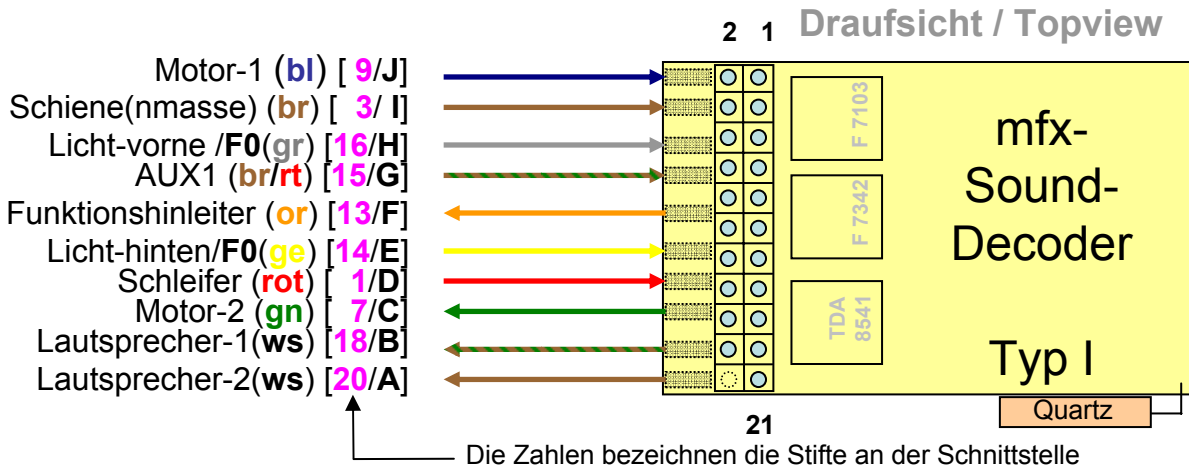 Draufsicht / Topview
2 1
Motor-1 (bl) [ 9/J]
Schiene(nmasse) (br) [ 3/ I]
Licht-vorne /F0(gr) [16/H]
AUX1 (br/rt) [15/G]
Funktionshinleiter (or) [13/F]
Licht-hinten/F0(ge) [14/E]
Schleifer (rot) [ 1/D]
Motor-2 (gn) [ 7/C]
Lautsprecher-1(ws) [18/B]
Lautsprecher-2(ws) [20/A]
F 7103
F 7342
TDA
8541
mfx-
Sound-
Decoder
Typ I
Quartz
21
Die Zahlen bezeichnen die Stifte an der Schnittstelle